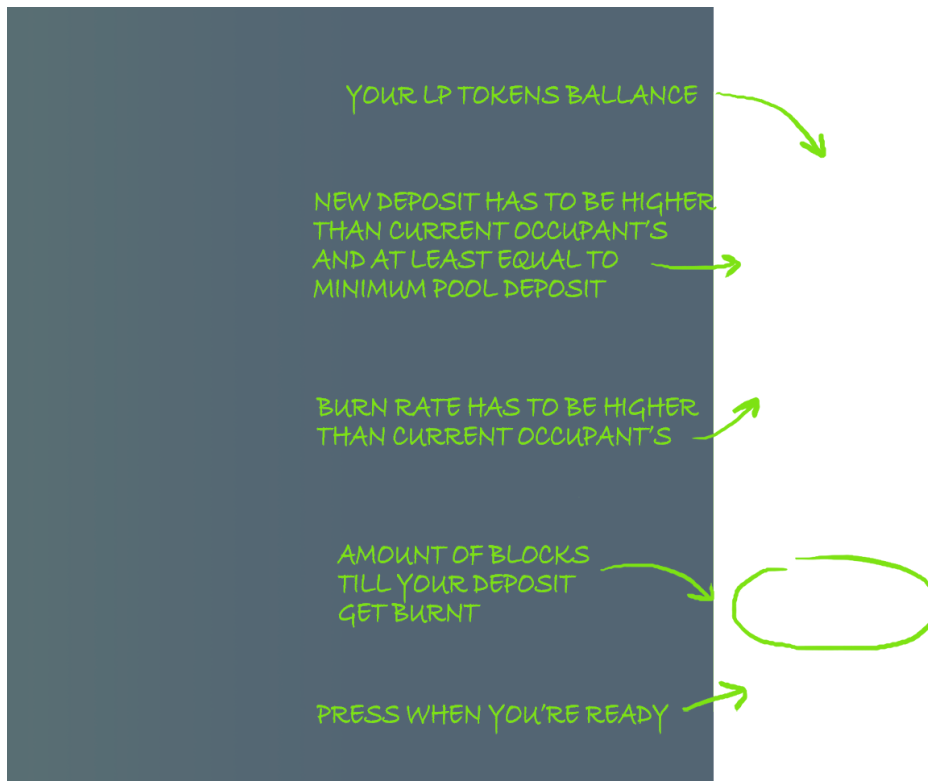 YOUR LP TOKENS BALLANCE
NEW DEPOSIT HAS TO BE HIGHER
THAN CURRENT OCCUPANT'S
AND AT LEAST EQUAL TO
MINIMUM POOL DEPOSIT
BURN RATE HAS TO BE HIGHER
THAN CURRENT OCCUPANT'S
AMOUNT OF BLOCKS
TILL YOUR DEPOSIT
GET BURNT
PRESS WHEN YOU'RE READY